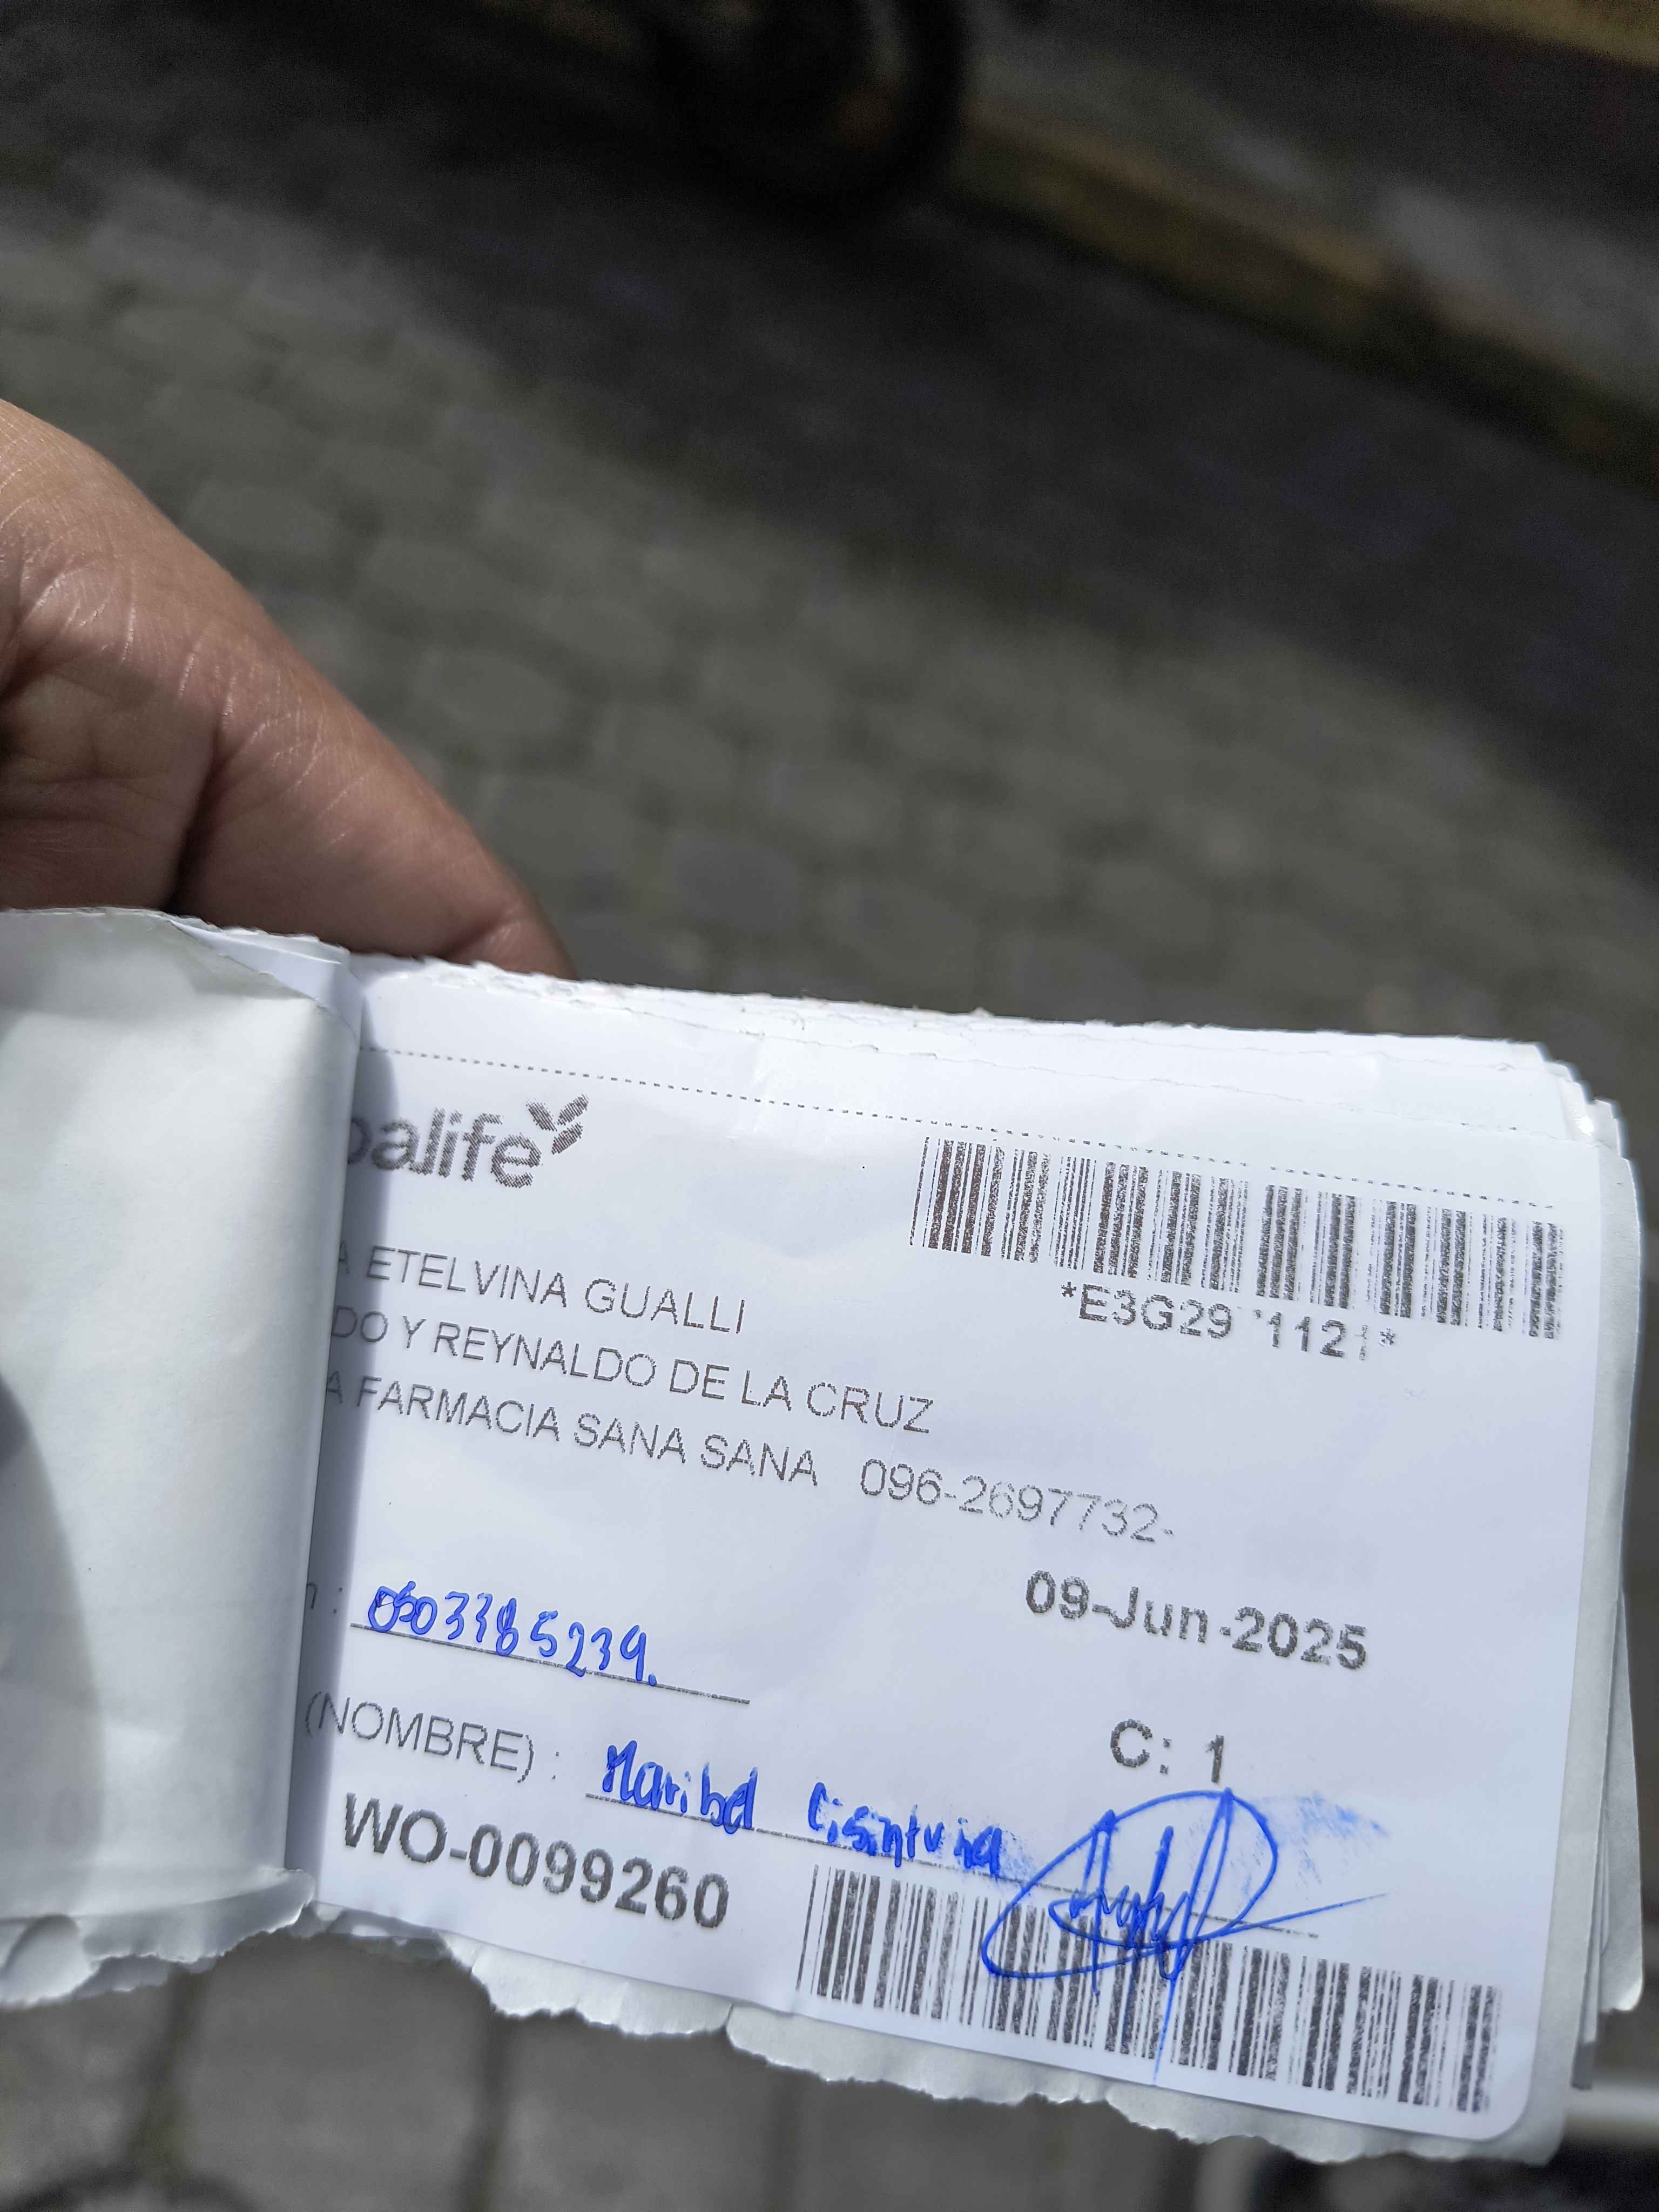 balife
A ETELVINA GUALLI
DO Y REYNALDO DE LA CRUZ
A FARMACIA SANA SANA 096-2697732-
09-Jun-2025
n : 0503385239.
C: 1
(NOMBRE) : Maribel
WO-0099260